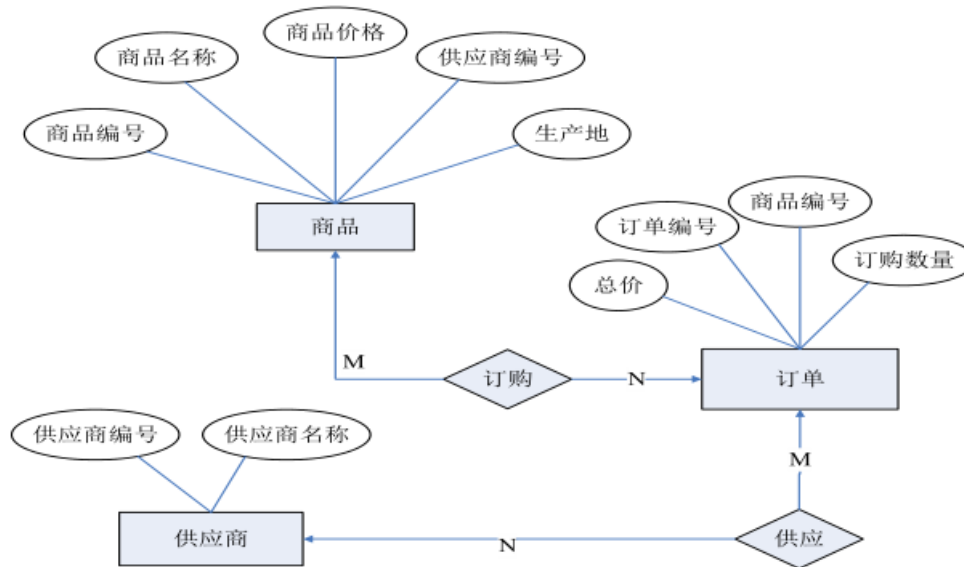 商品价格
商品名称
供应商编号
商品编号
生产地
商品
商品编号
订单编号
订购数量
总价
M
订购
N
订单
供应商编号
供应商名称
M
供应商
N
供应